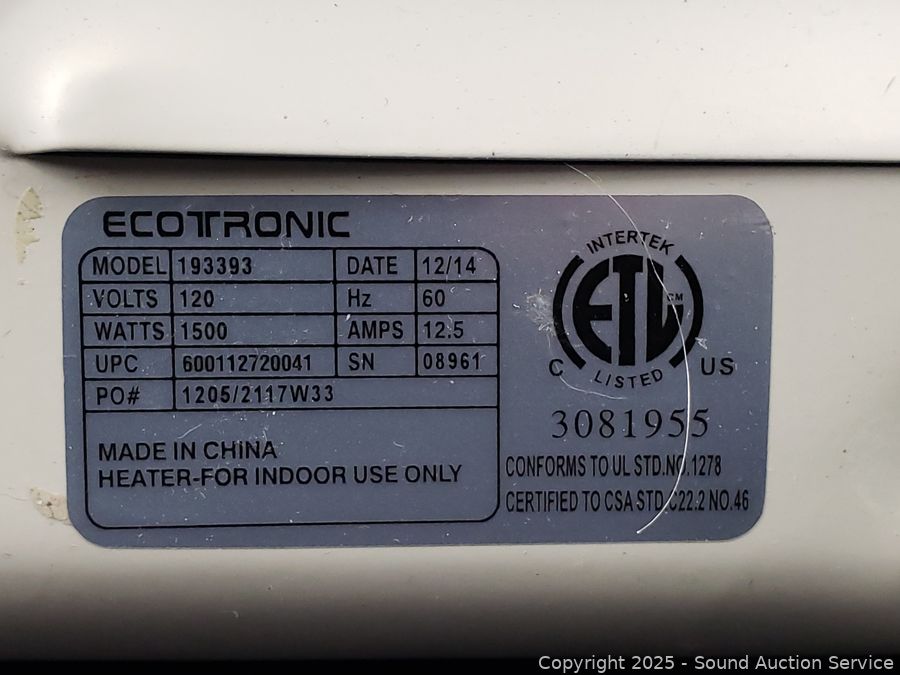 ECOTRONIC
MODEL 193393 DATE 12/14
VOLTS 120 Hz 60
WATTS 1500 AMPS 12.5
UPC 600112720041 SN 08961
PO# 1205/2117W33
MADE IN CHINA
HEATER-FOR INDOOR USE ONLY
INTERTEK
ETL CM
C LISTED US
3081955
CONFORMS TO UL STD.NO.1278
CERTIFIED TO CSA STD.C22.2 NO.46
Copyright © 2025 - Sound Auction Service